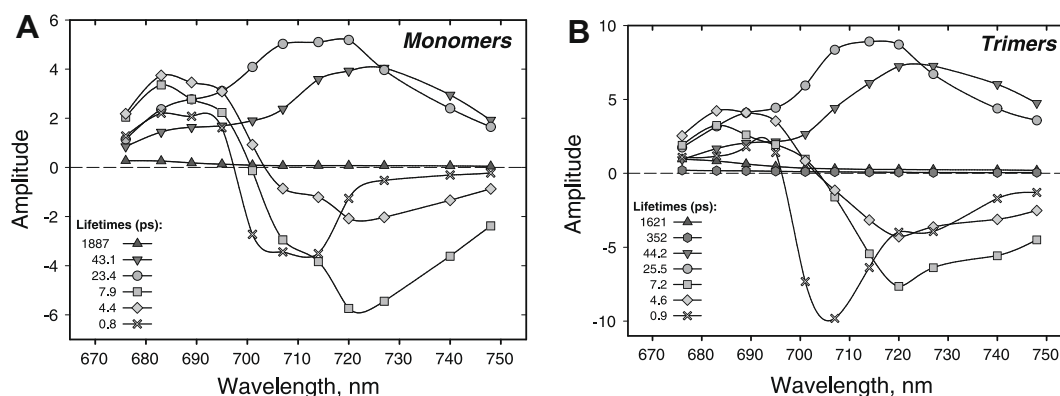 A
Monomers
6
4
2
0
-2
-4
-6
Amplitude
Lifetimes (ps):
1887
43.1
23.4
7.9
4.4
0.8
670 680 690 700 710 720 730 740 750
Wavelength, nm
B
Trimers
10
5
0
-5
-10
Amplitude
Lifetimes (ps):
1621
352
44.2
25.5
7.2
4.6
0.9
670 680 690 700 710 720 730 740 750
Wavelength, nm